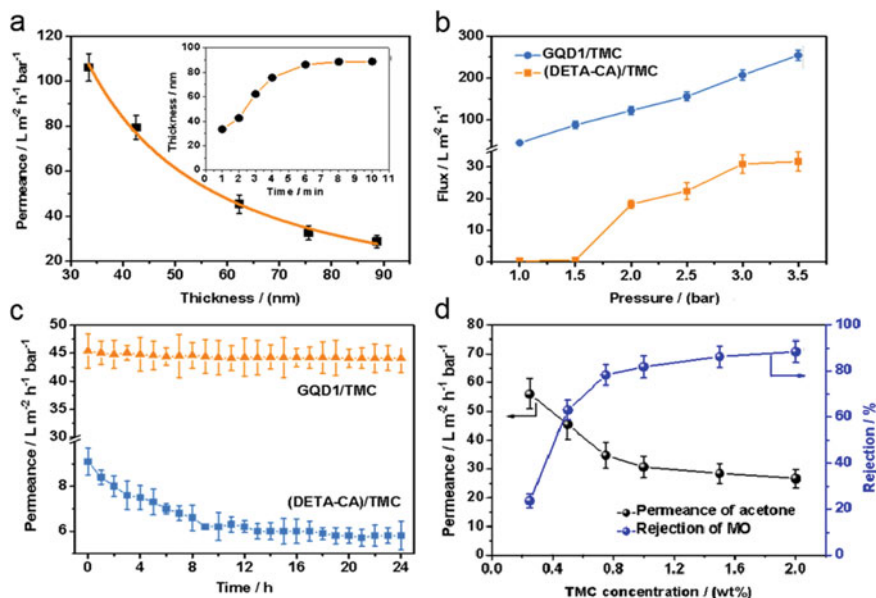 a
Permeance / L m⁻² h⁻¹ bar⁻¹
120
100
80
60
40
20
30 40 50 60 70 80 90
Thickness / (nm)
Thickness / nm
100
80
60
40
20
0
0 1 2 3 4 5 6 7 8 9 10 11
Time / min
b
Flux / L m⁻² h⁻¹
300
250
200
150
100
50
30
20
10
0
GQD1/TMC
(DETA-CA)/TMC
1.0 1.5 2.0 2.5 3.0 3.5
Pressure / (bar)
c
Permeance / L m⁻² h⁻¹ bar⁻¹
50
45
40
35
30
8
6
GQD1/TMC
(DETA-CA)/TMC
0 4 8 12 16 20 24
Time / h
d
Permeance / L m⁻² h⁻¹ bar⁻¹
80
70
60
50
40
30
20
10
0
Permeance of acetone
Rejection of MO
0.0 0.4 0.8 1.2 1.6 2.0
TMC concentration / (wt%)
100
80
60
40
20
0
Rejection / %